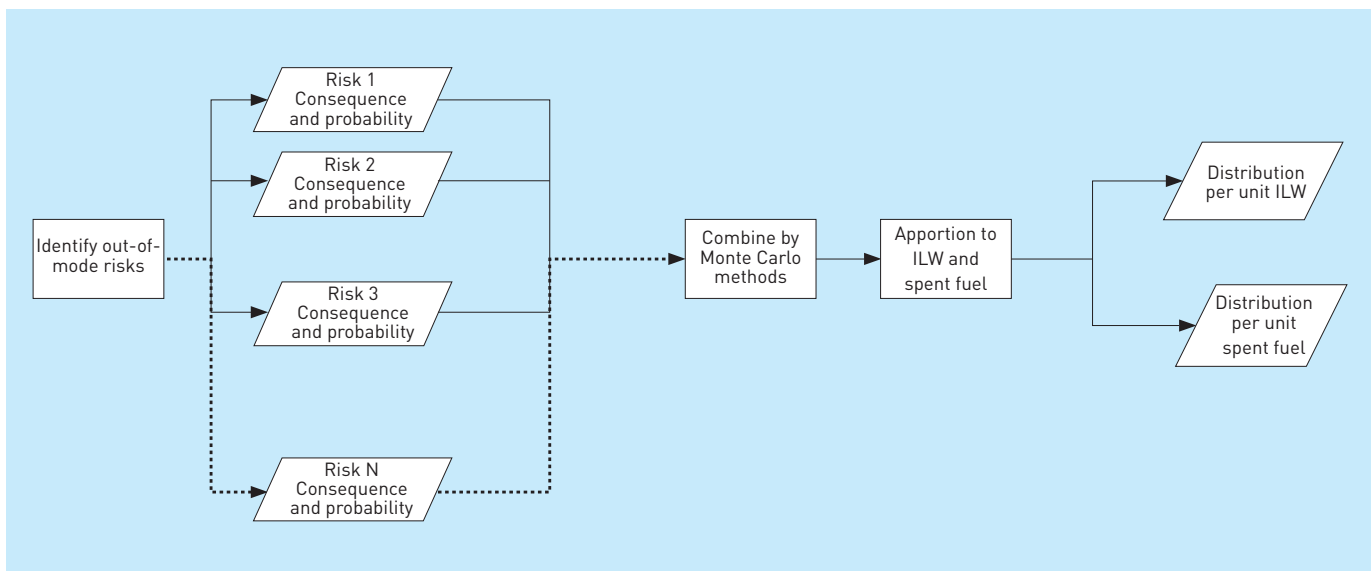 Identify out-of-
mode risks
Risk 1
Consequence
and probability
Risk 2
Consequence
and probability
Risk 3
Consequence
and probability
Risk N
Consequence
and probability
Combine by
Monte Carlo
methods
Apportion to
ILW and
spent fuel
Distribution
per unit ILW
Distribution
per unit
spent fuel